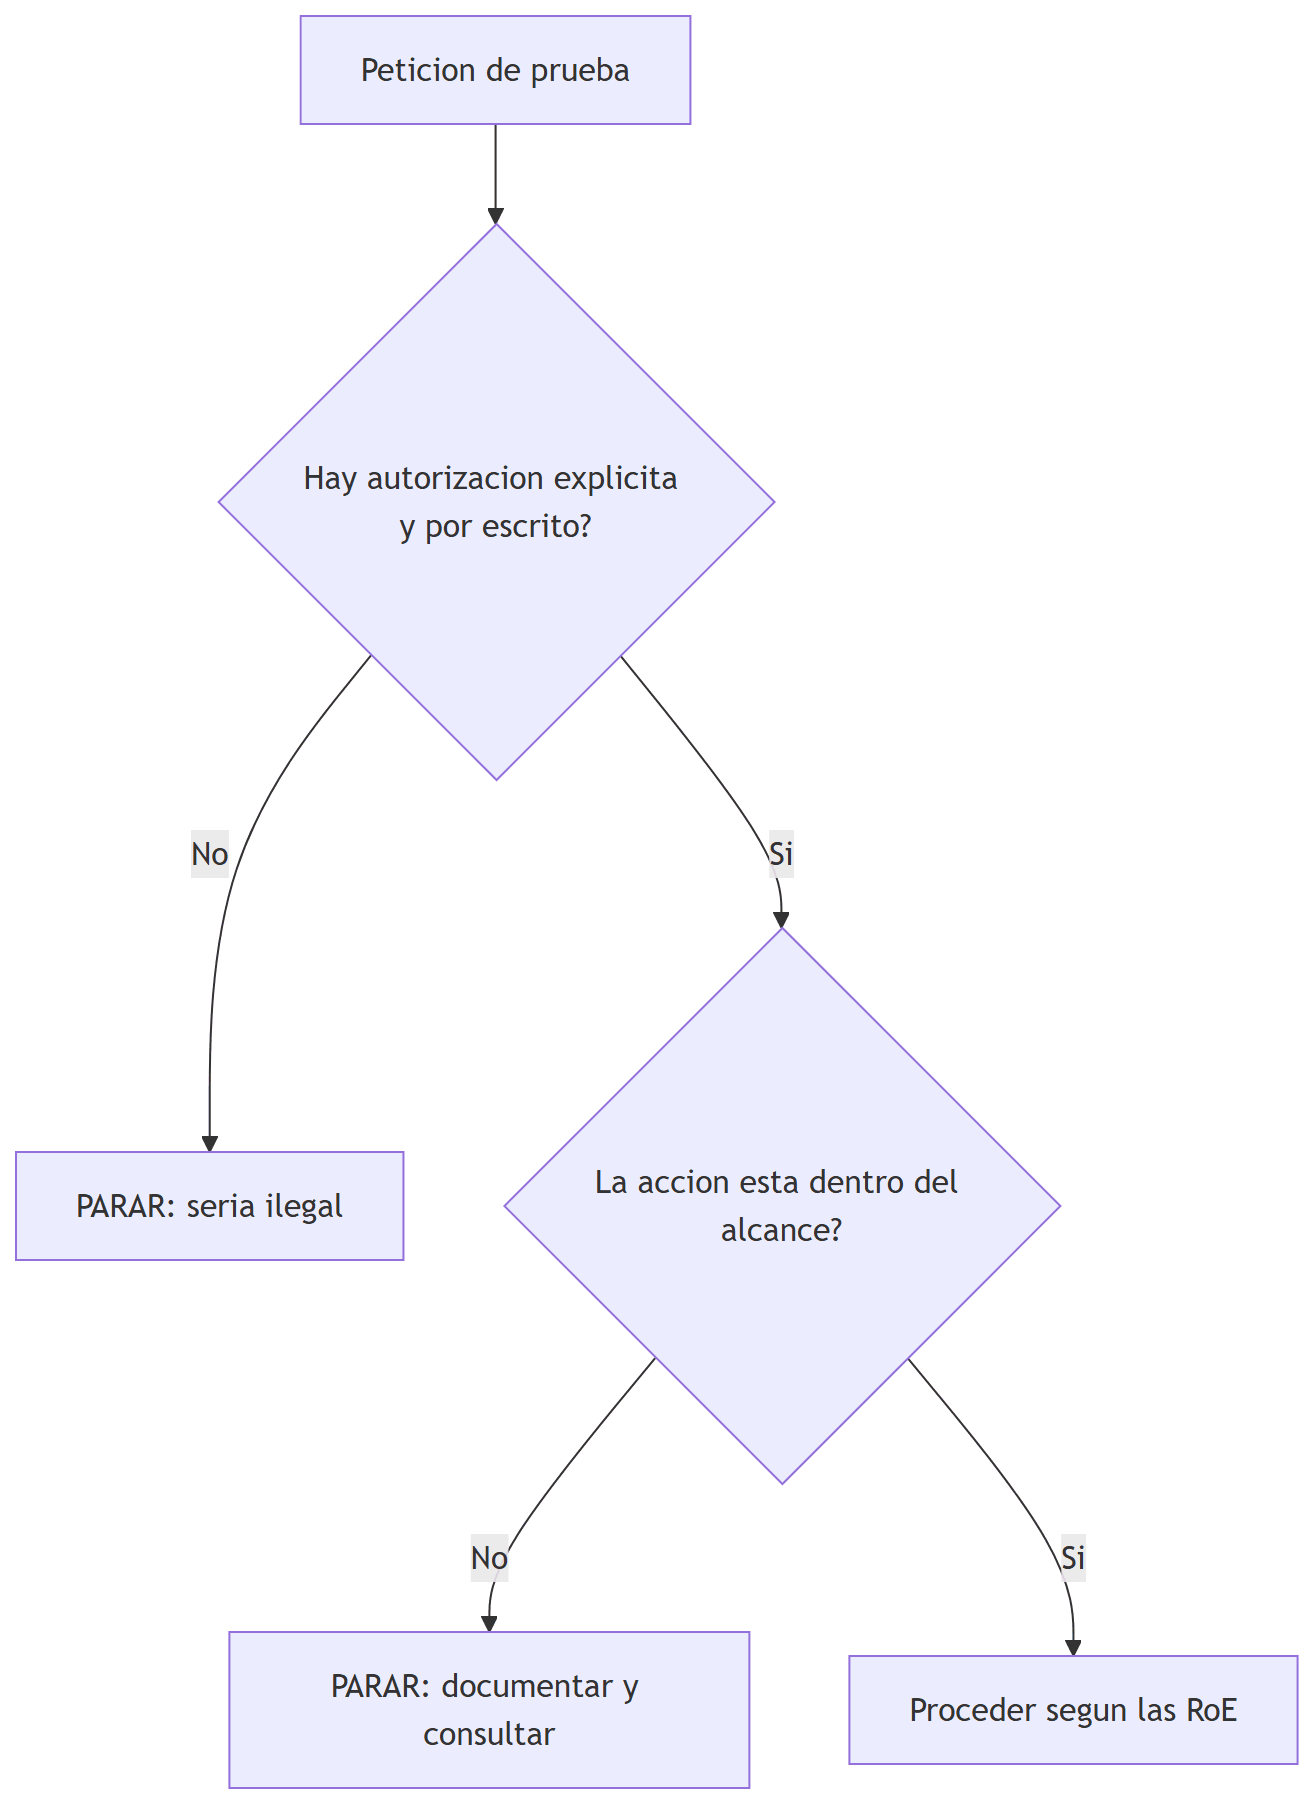 Peticion de prueba
Hay autorizacion explicita
y por escrito?
No
Si
PARAR: seria ilegal
La accion esta dentro del
alcance?
No
Si
PARAR: documentar y
consultar
Proceder segun las RoE